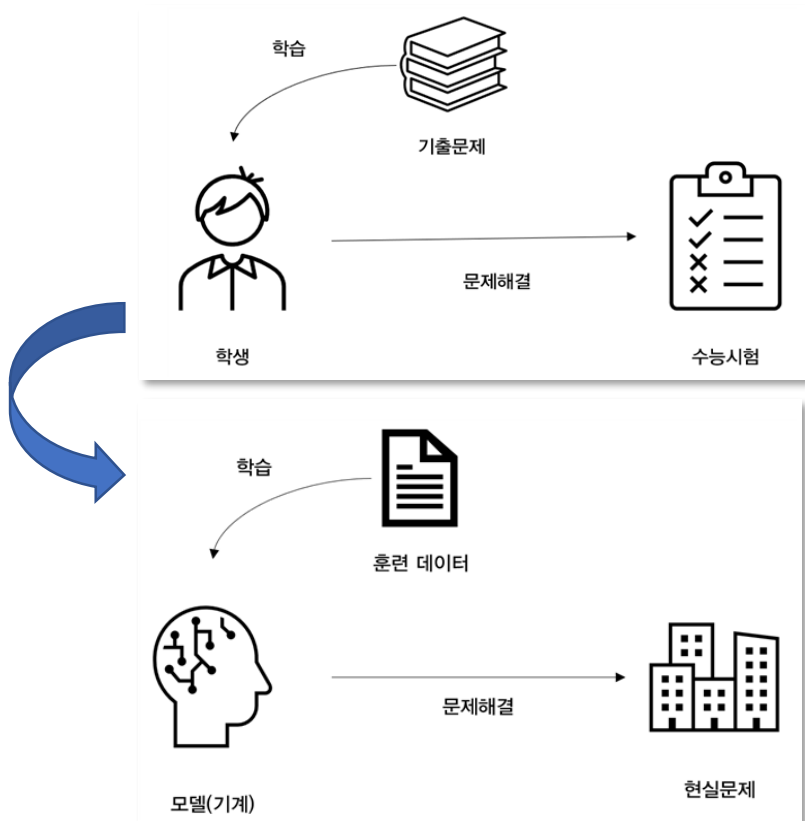 학습
기출문제
문제해결
학생
수능시험
학습
훈련 데이터
문제해결
현실문제
모델(기계)